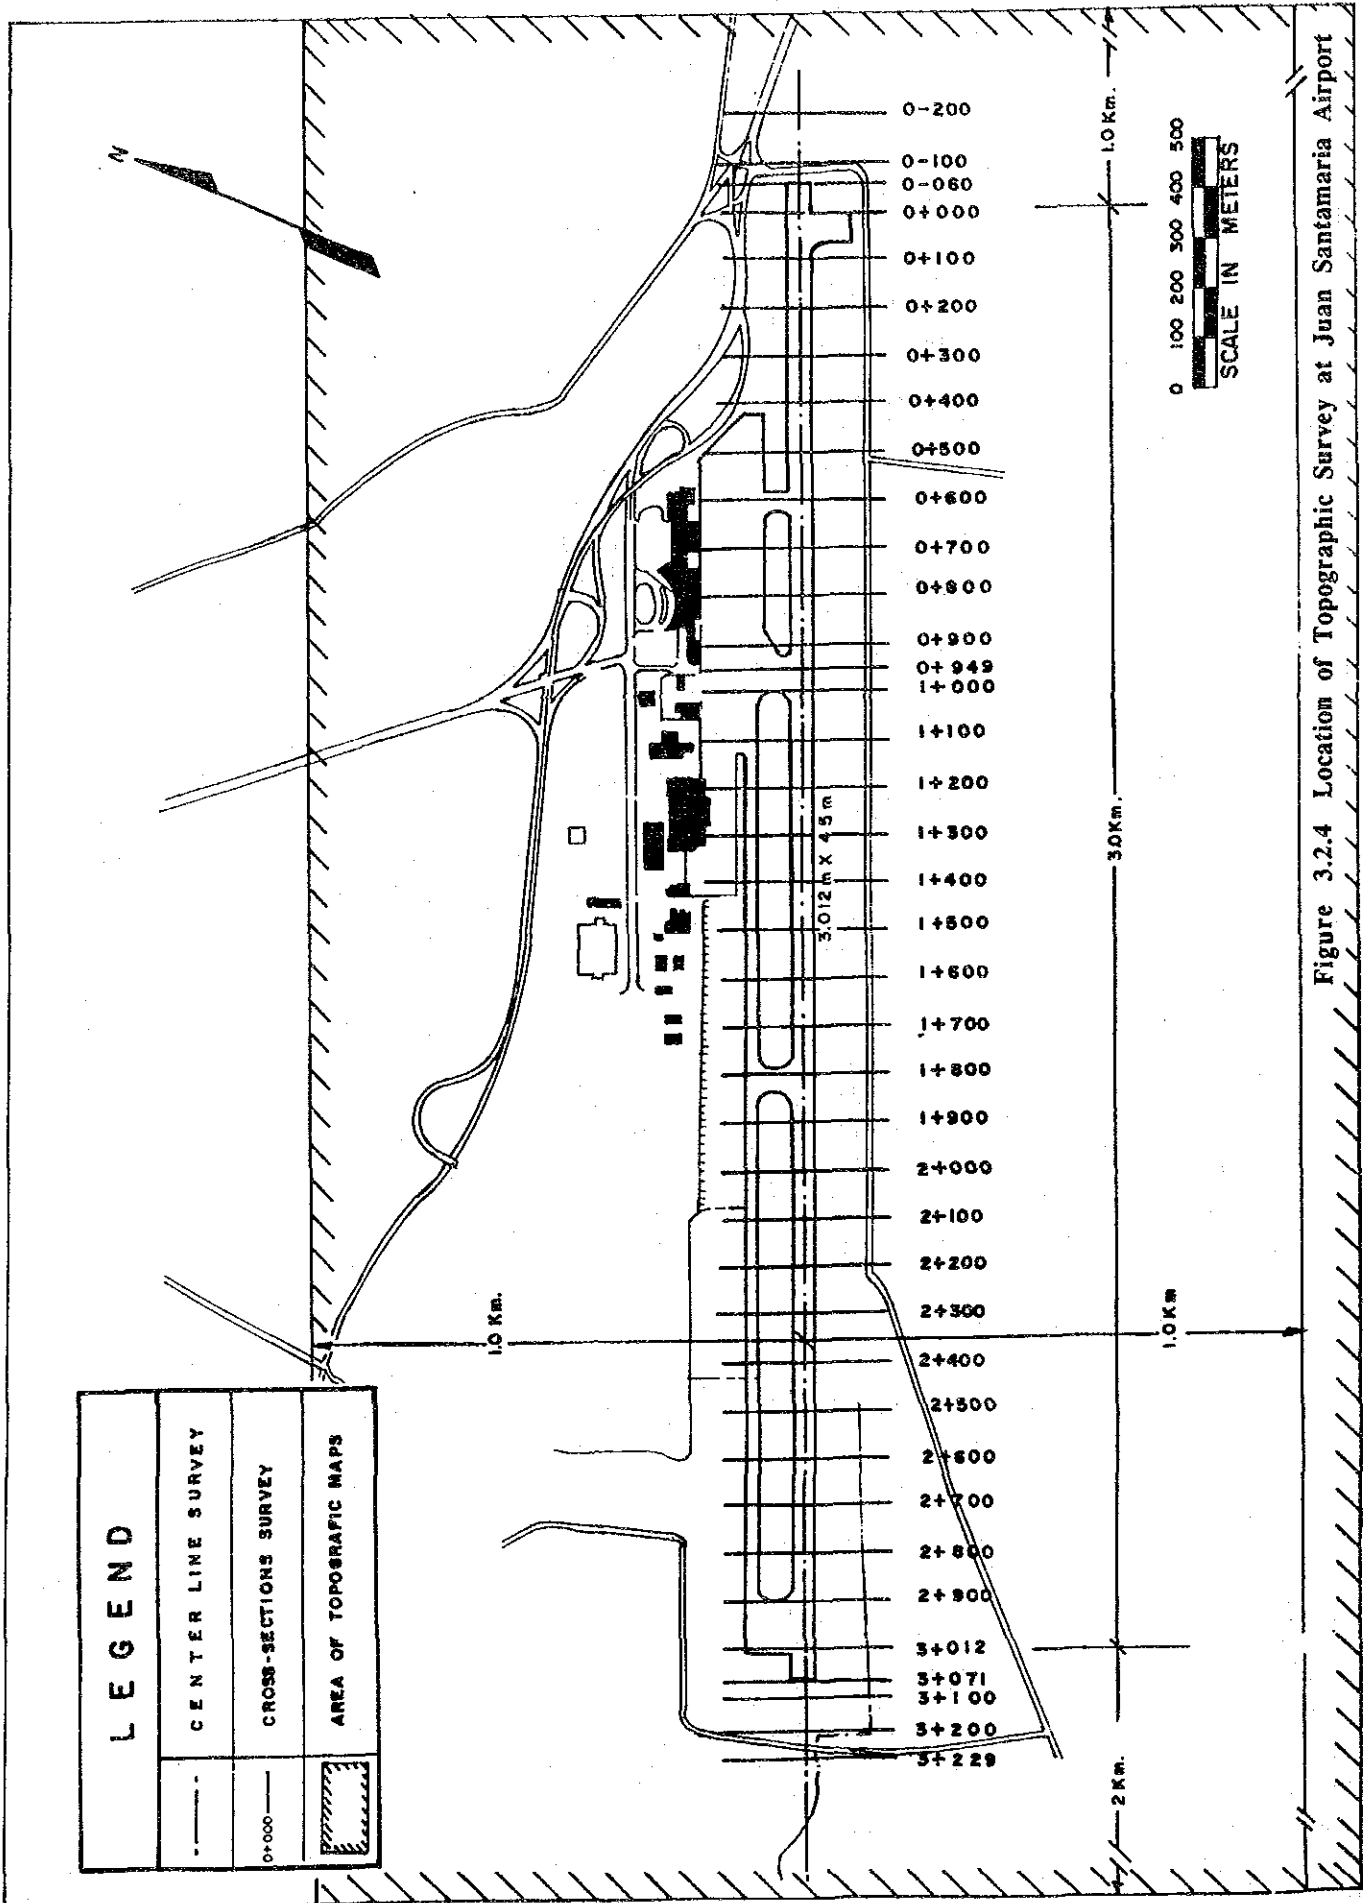 N
0-200
0-100
0-060
0+000
0+100
0+200
0+300
0+400
0+500
0+600
0+700
0+800
0+900
0+949
1+000
1+100
1+200
1+300
1+400
1+500
1+600
1+700
1+800
1+900
2+000
2+100
2+200
2+300
2+400
2+500
2+600
2+700
2+800
2+900
3+012
3+071
3+100
3+200
3+229
3.012 m X 45 m
1.0 Km.
3.0 Km.
2 Km.
1.0 Km.
1.0 Km
0 100 200 300 400 500
SCALE IN METERS
LEGEND
CENTER LINE SURVEY
0+000 CROSS-SECTIONS SURVEY
AREA OF TOPOGRAFIC MAPS
Figure 3.2.4 Location of Topographic Survey at Juan Santamaria Airport